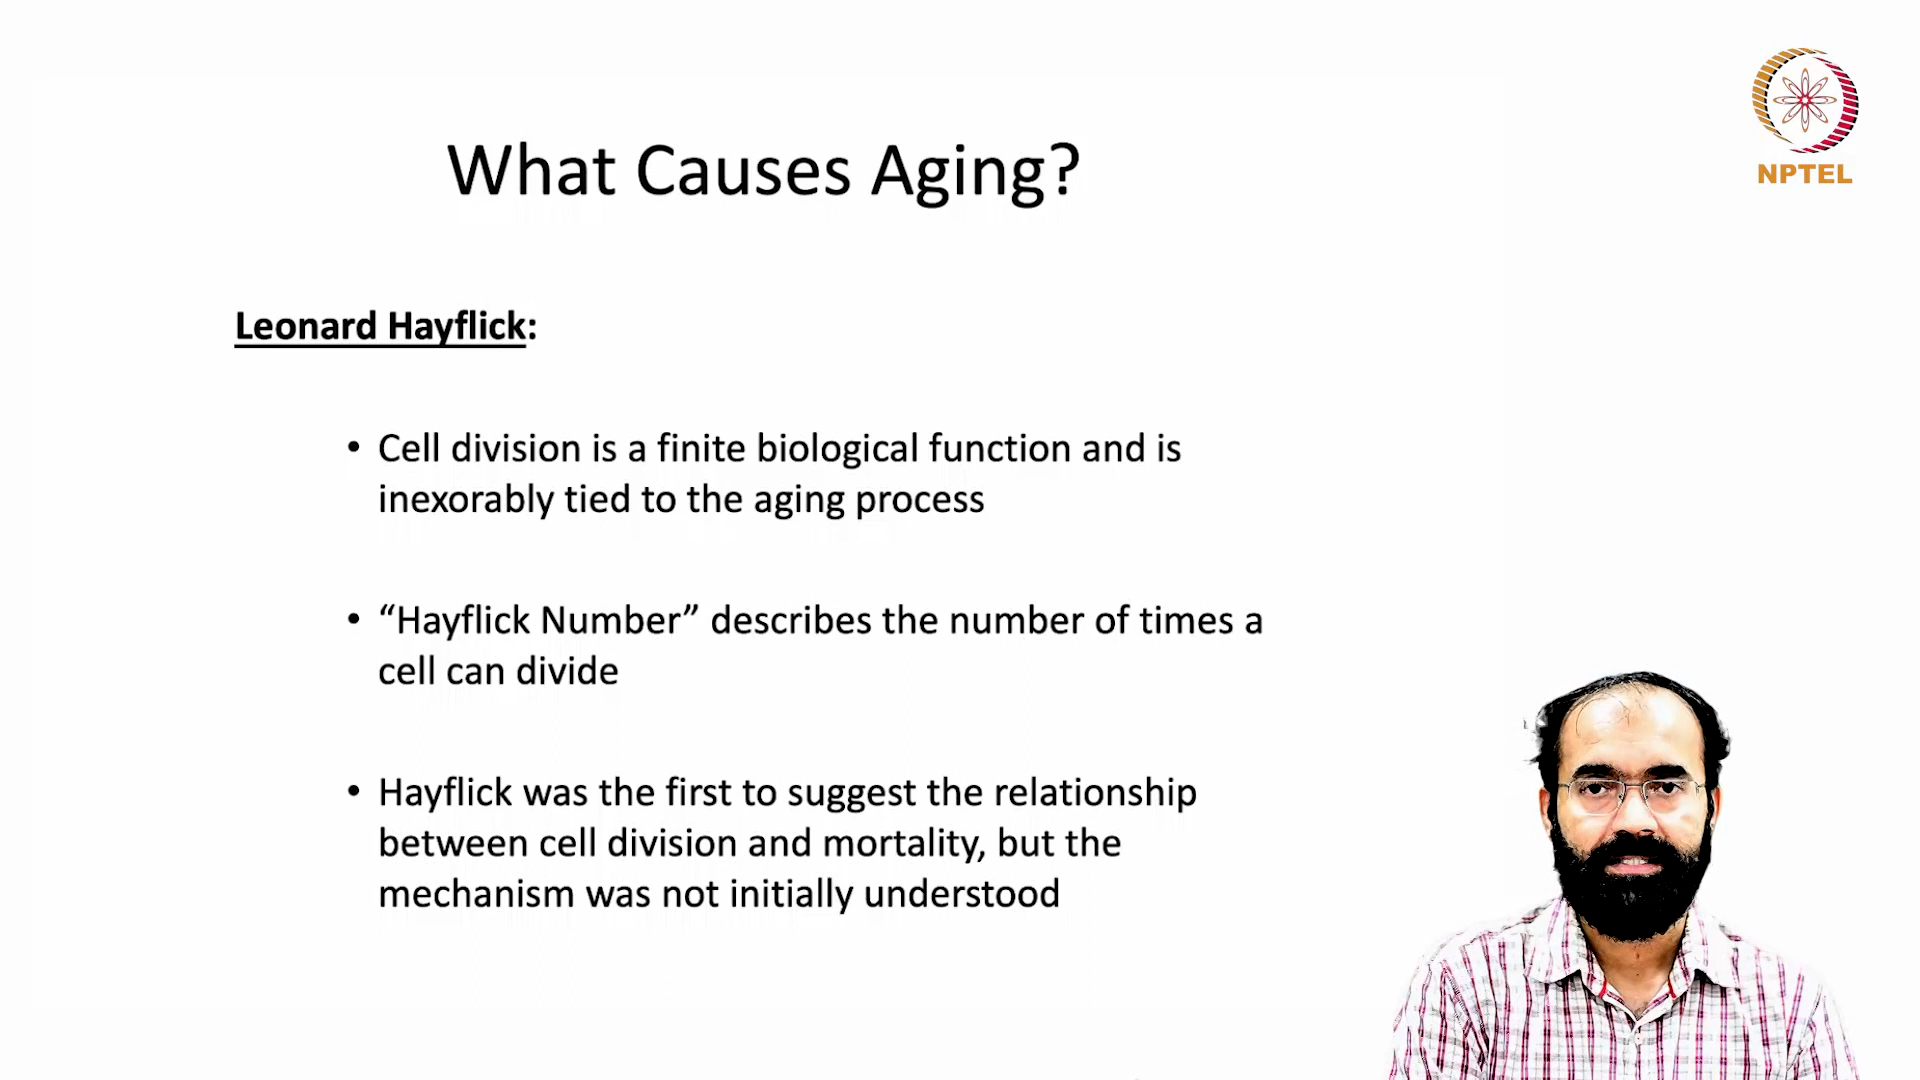 NPTEL
What Causes Aging?
Leonard Hayflick:
• Cell division is a finite biological function and is
inexorably tied to the aging process
• “Hayflick Number” describes the number of times a
cell can divide
• Hayflick was the first to suggest the relationship
between cell division and mortality, but the
mechanism was not initially understood